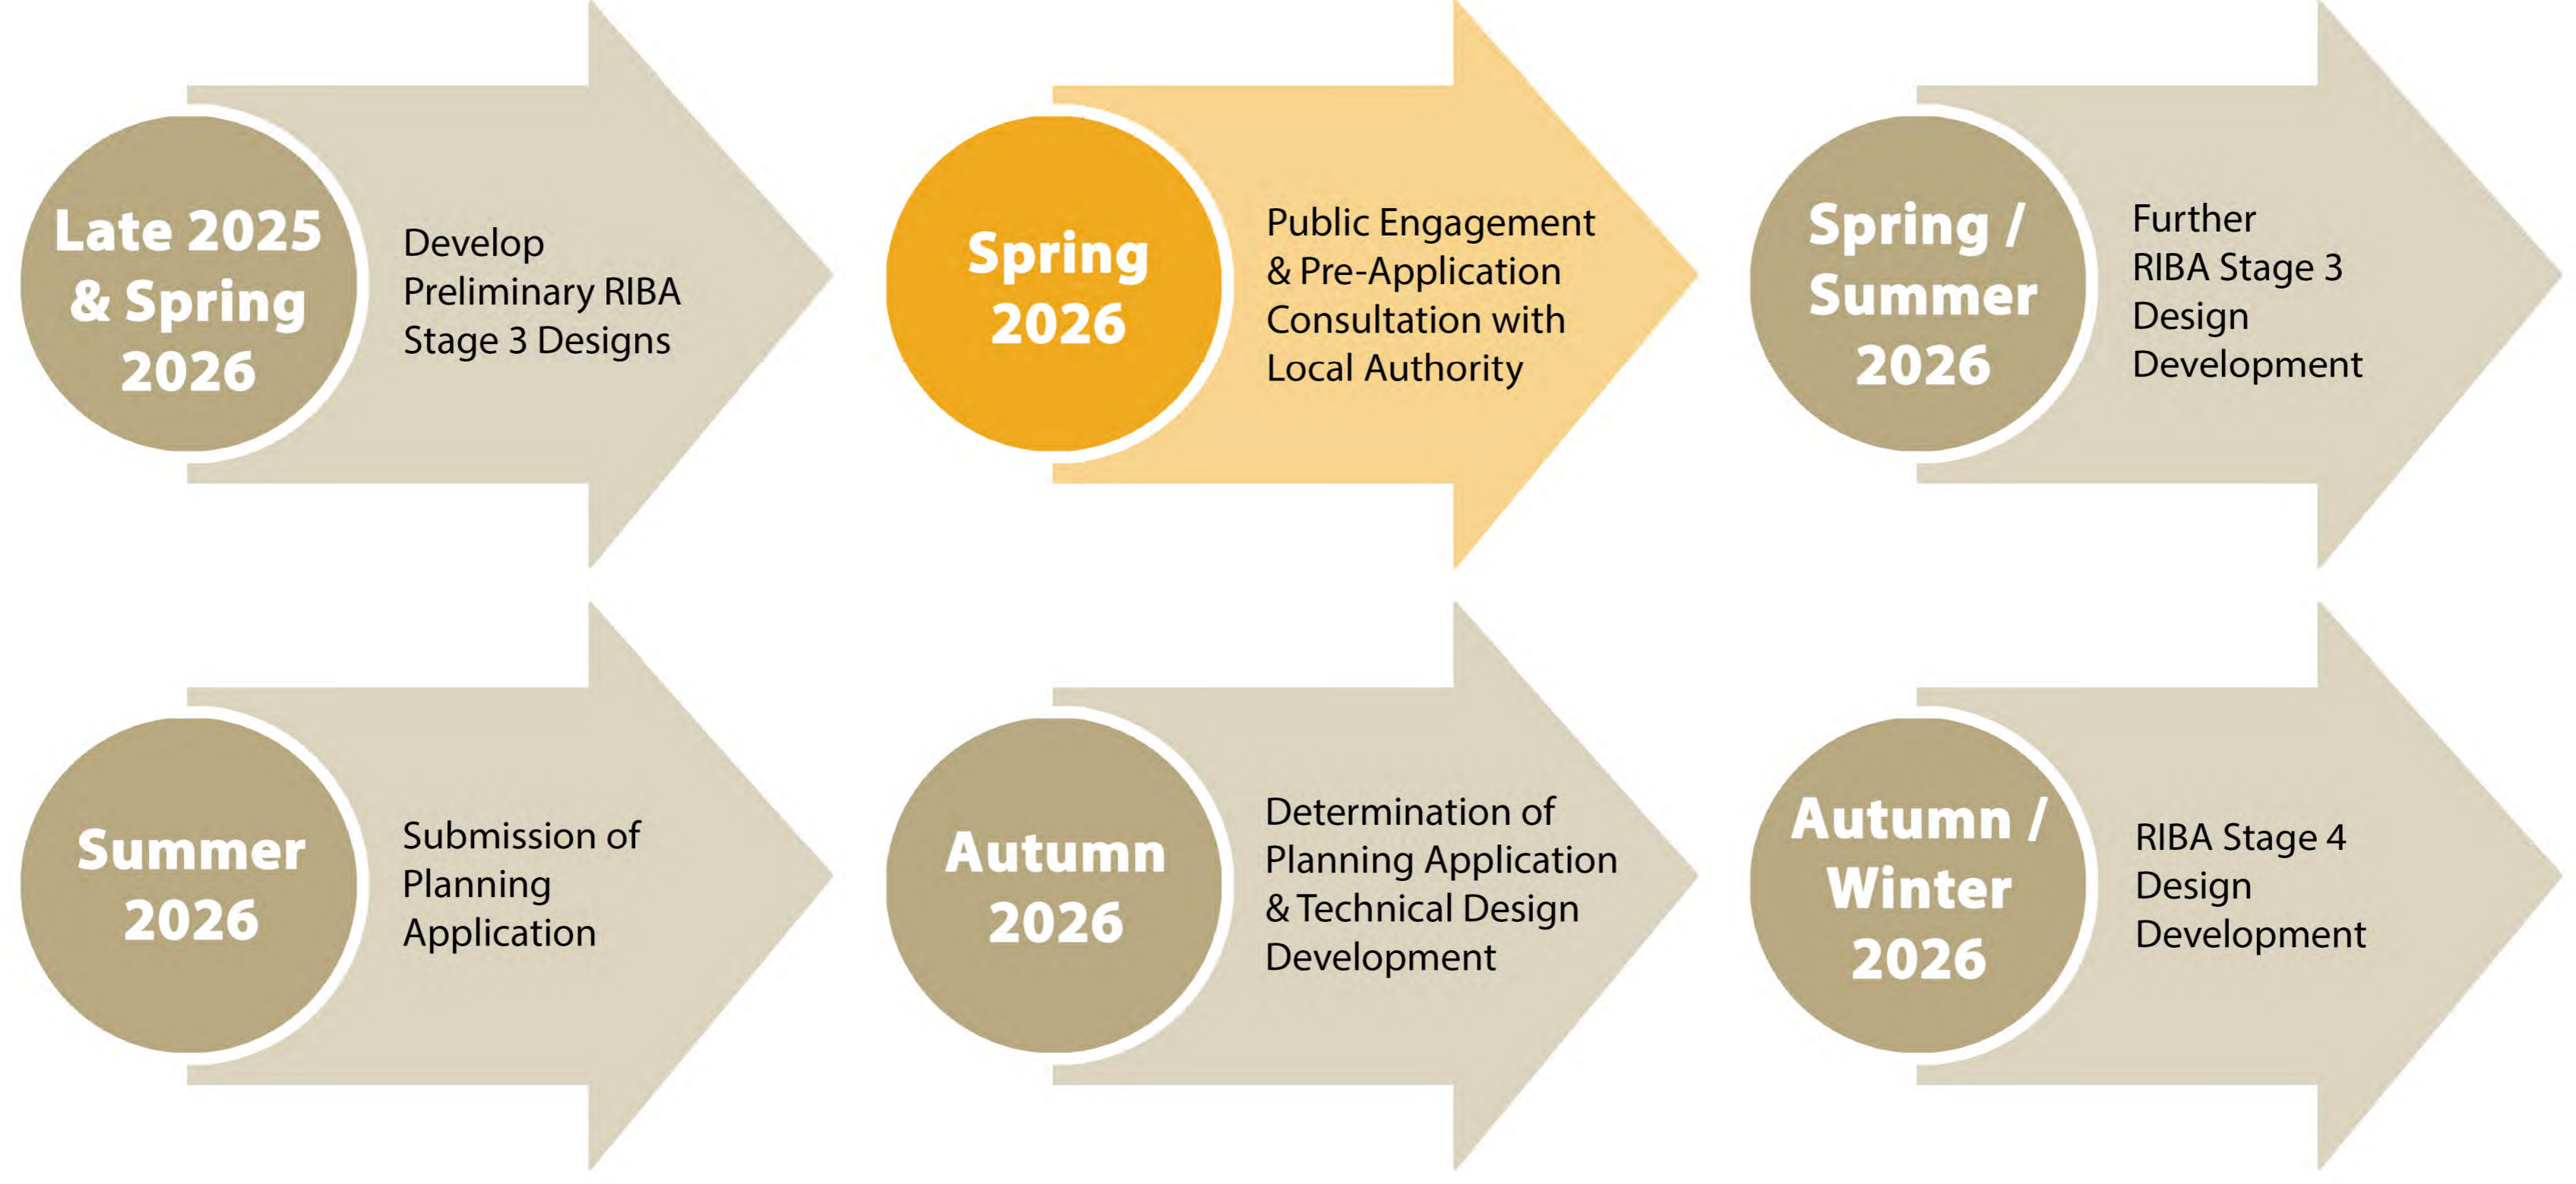 Late 2025
& Spring
2026
Develop
Preliminary RIBA
Stage 3 Designs
Spring
2026
Public Engagement
& Pre-Application
Consultation with
Local Authority
Spring /
Summer
2026
Further
RIBA Stage 3
Design
Development
Summer
2026
Submission of
Planning
Application
Autumn
2026
Determination of
Planning Application
& Technical Design
Development
Autumn /
Winter
2026
RIBA Stage 4
Design
Development